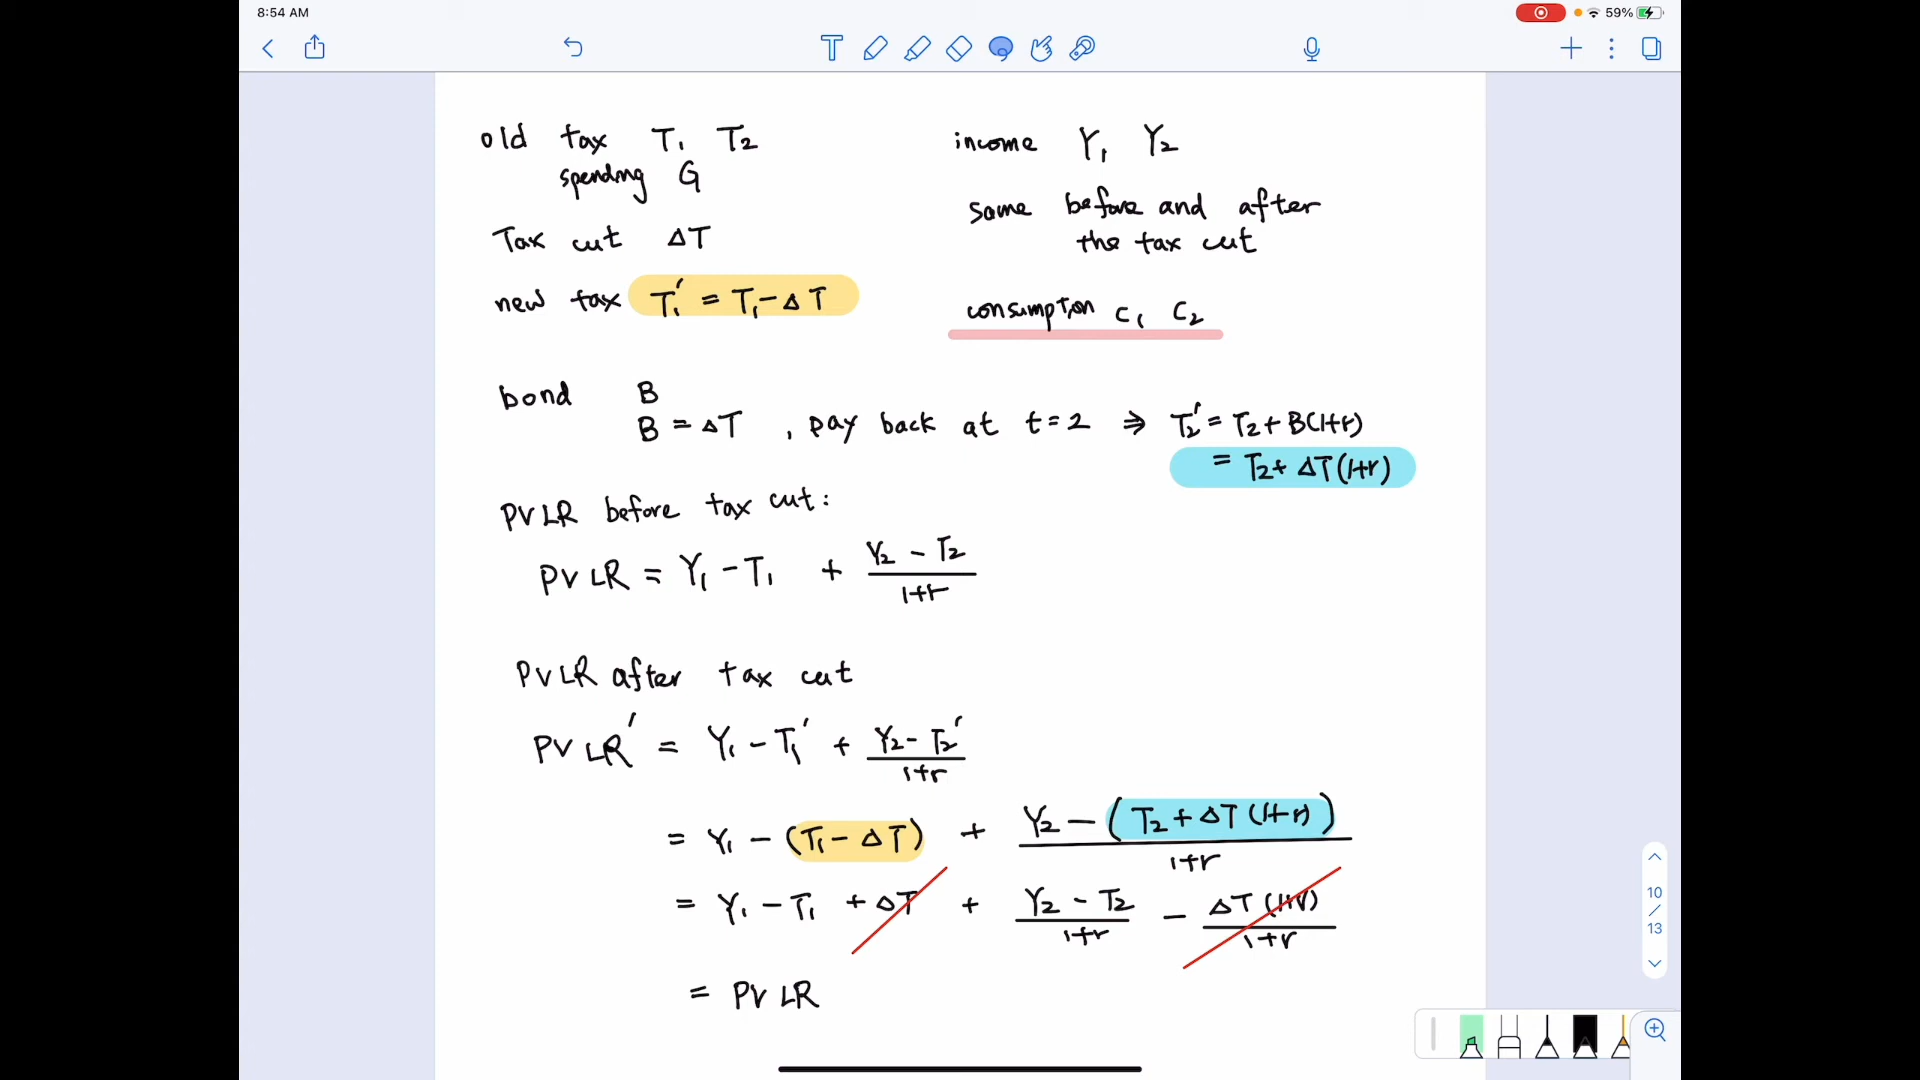 8:54 AM
59%
old tax T₁ T₂
spending G
Tax cut ΔT
new tax T₁' = T₁ - ΔT
income Y₁ Y₂
same before and after
the tax cut
consumption C₁ C₂
bond B
B = ΔT , pay back at t = 2 ⇒ T₂' = T₂ + B(1+r)
= T₂ + ΔT(1+r)
PVLR before tax cut:
PVLR = Y₁ - T₁ + (Y₂ - T₂)/(1+r)
PVLR after tax cut
PVLR' = Y₁ - T₁' + (Y₂ - T₂')/(1+r)
= Y₁ - (T₁ - ΔT) + (Y₂ - (T₂ + ΔT(1+r)))/(1+r)
= Y₁ - T₁ + ΔT + (Y₂ - T₂)/(1+r) - ΔT(1+r)/(1+r)
= PVLR
10
/
13